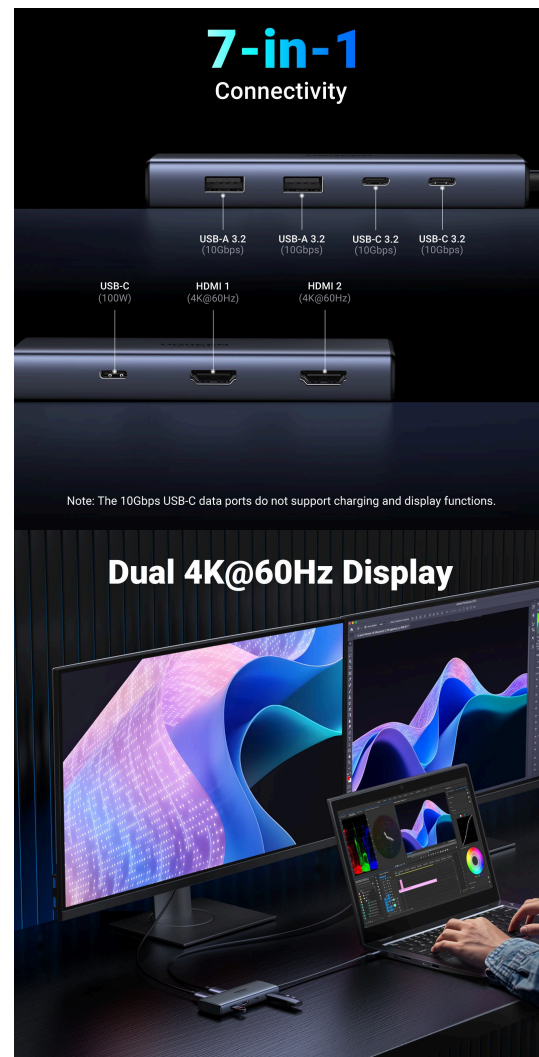 7-in-1
Connectivity
USB-A 3.2 USB-A 3.2 USB-C 3.2 USB-C 3.2
(10Gbps) (10Gbps) (10Gbps) (10Gbps)
USB-C HDMI 1 HDMI 2
(100W) (4K@60Hz) (4K@60Hz)
Note: The 10Gbps USB-C data ports do not support charging and display functions.
Dual 4K@60Hz Display